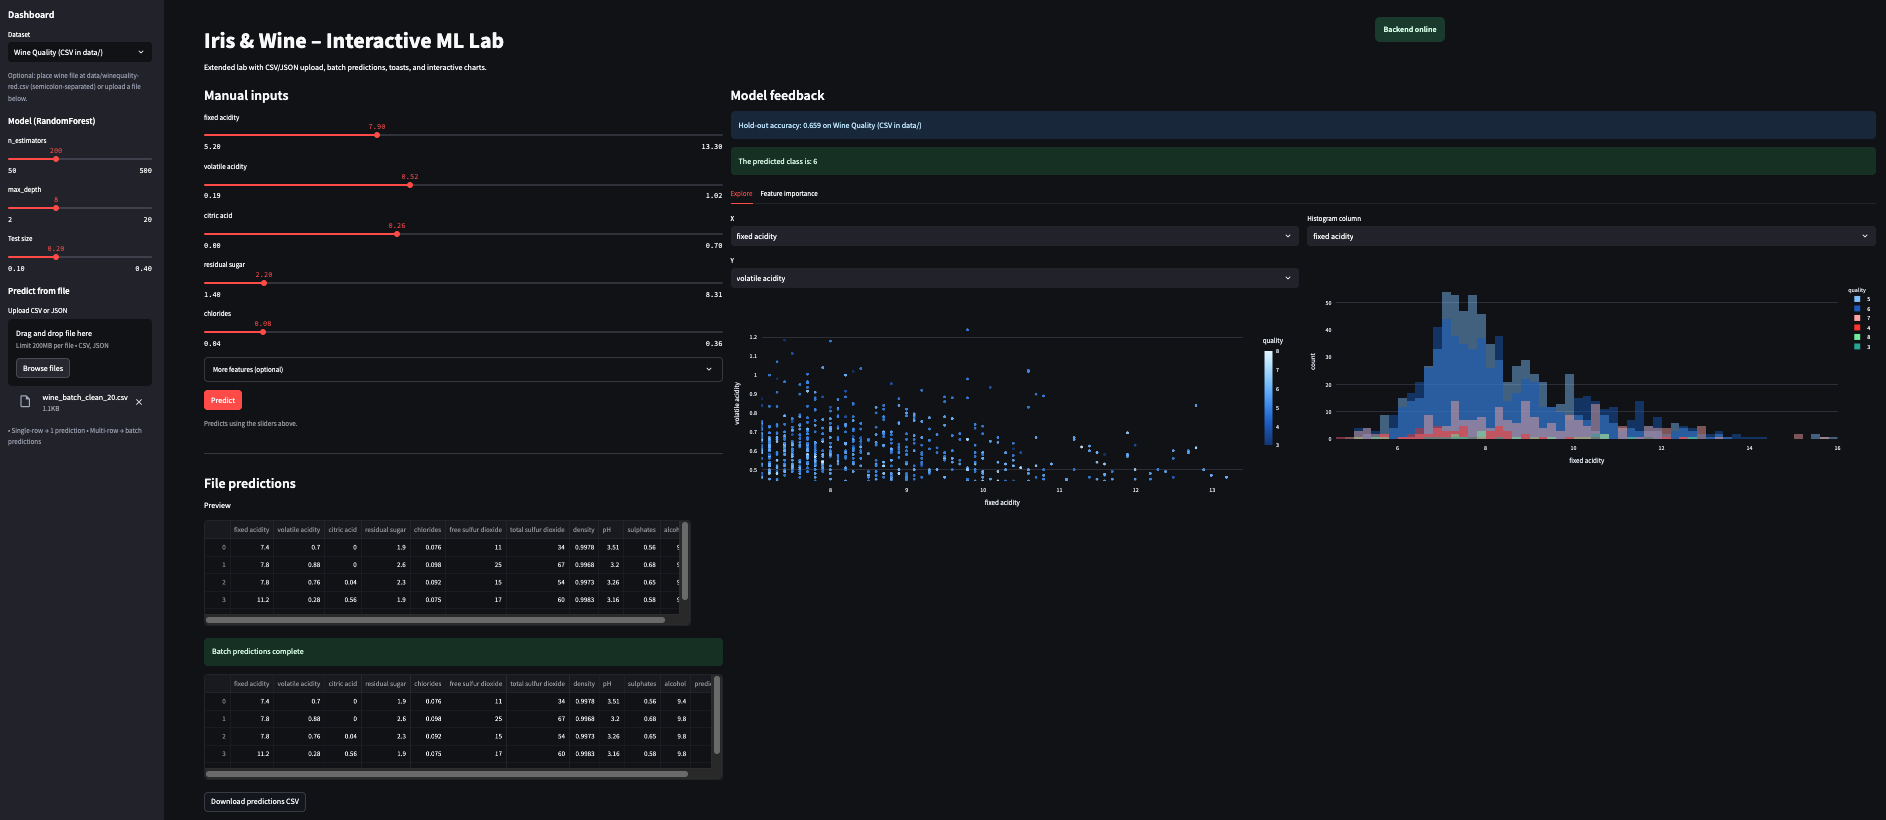 Dashboard
Dataset
Wine Quality (CSV in data/)
Optional: place wine file at data/winequality-
red.csv (semicolon-separated) or upload a file
below.
Model (RandomForest)
n_estimators
200
50 500
max_depth
8
2 20
Test size
0.20
0.10 0.40
Predict from file
Upload CSV or JSON
Drag and drop file here
Limit 200MB per file • CSV, JSON
Browse files
wine_batch_clean_20.csv
1.1KB
• Single-row → 1 prediction • Multi-row → batch
predictions
Backend online
Iris & Wine – Interactive ML Lab
Extended lab with CSV/JSON upload, batch predictions, toasts, and interactive charts.
Manual inputs
fixed acidity
7.90
5.20 13.30
volatile acidity
0.52
0.19 1.02
citric acid
0.26
0.00 0.70
residual sugar
2.20
1.40 8.31
chlorides
0.08
0.04 0.36
More features (optional)
Predict
Predicts using the sliders above.
File predictions
Preview
fixed acidity volatile acidity citric acid residual sugar chlorides free sulfur dioxide total sulfur dioxide density pH sulphates alcoh
0 7.4 0.7 0 1.9 0.076 11 34 0.9978 3.51 0.56 9
1 7.8 0.88 0 2.6 0.098 25 67 0.9968 3.2 0.68 9
2 7.8 0.76 0.04 2.3 0.092 15 54 0.9973 3.26 0.65 9
3 11.2 0.28 0.56 1.9 0.075 17 60 0.9983 3.16 0.58 9
Batch predictions complete
fixed acidity volatile acidity citric acid residual sugar chlorides free sulfur dioxide total sulfur dioxide density pH sulphates alcohol predi
0 7.4 0.7 0 1.9 0.076 11 34 0.9978 3.51 0.56 9.4
1 7.8 0.88 0 2.6 0.098 25 67 0.9968 3.2 0.68 9.8
2 7.8 0.76 0.04 2.3 0.092 15 54 0.9973 3.26 0.65 9.8
3 11.2 0.28 0.56 1.9 0.075 17 60 0.9983 3.16 0.58 9.8
Download predictions CSV
Model feedback
Hold-out accuracy: 0.659 on Wine Quality (CSV in data/)
The predicted class is: 6
Explore Feature importance
X
fixed acidity
Y
volatile acidity
volatile acidity
1.2
1.1
1
0.9
0.8
0.7
0.6
0.5
8 9 10 11 12 13
fixed acidity
quality
8
7
6
5
4
3
Histogram column
fixed acidity
count
50
40
30
20
10
0
6 8 10 12 14 16
fixed acidity
quality
5
6
7
4
8
3